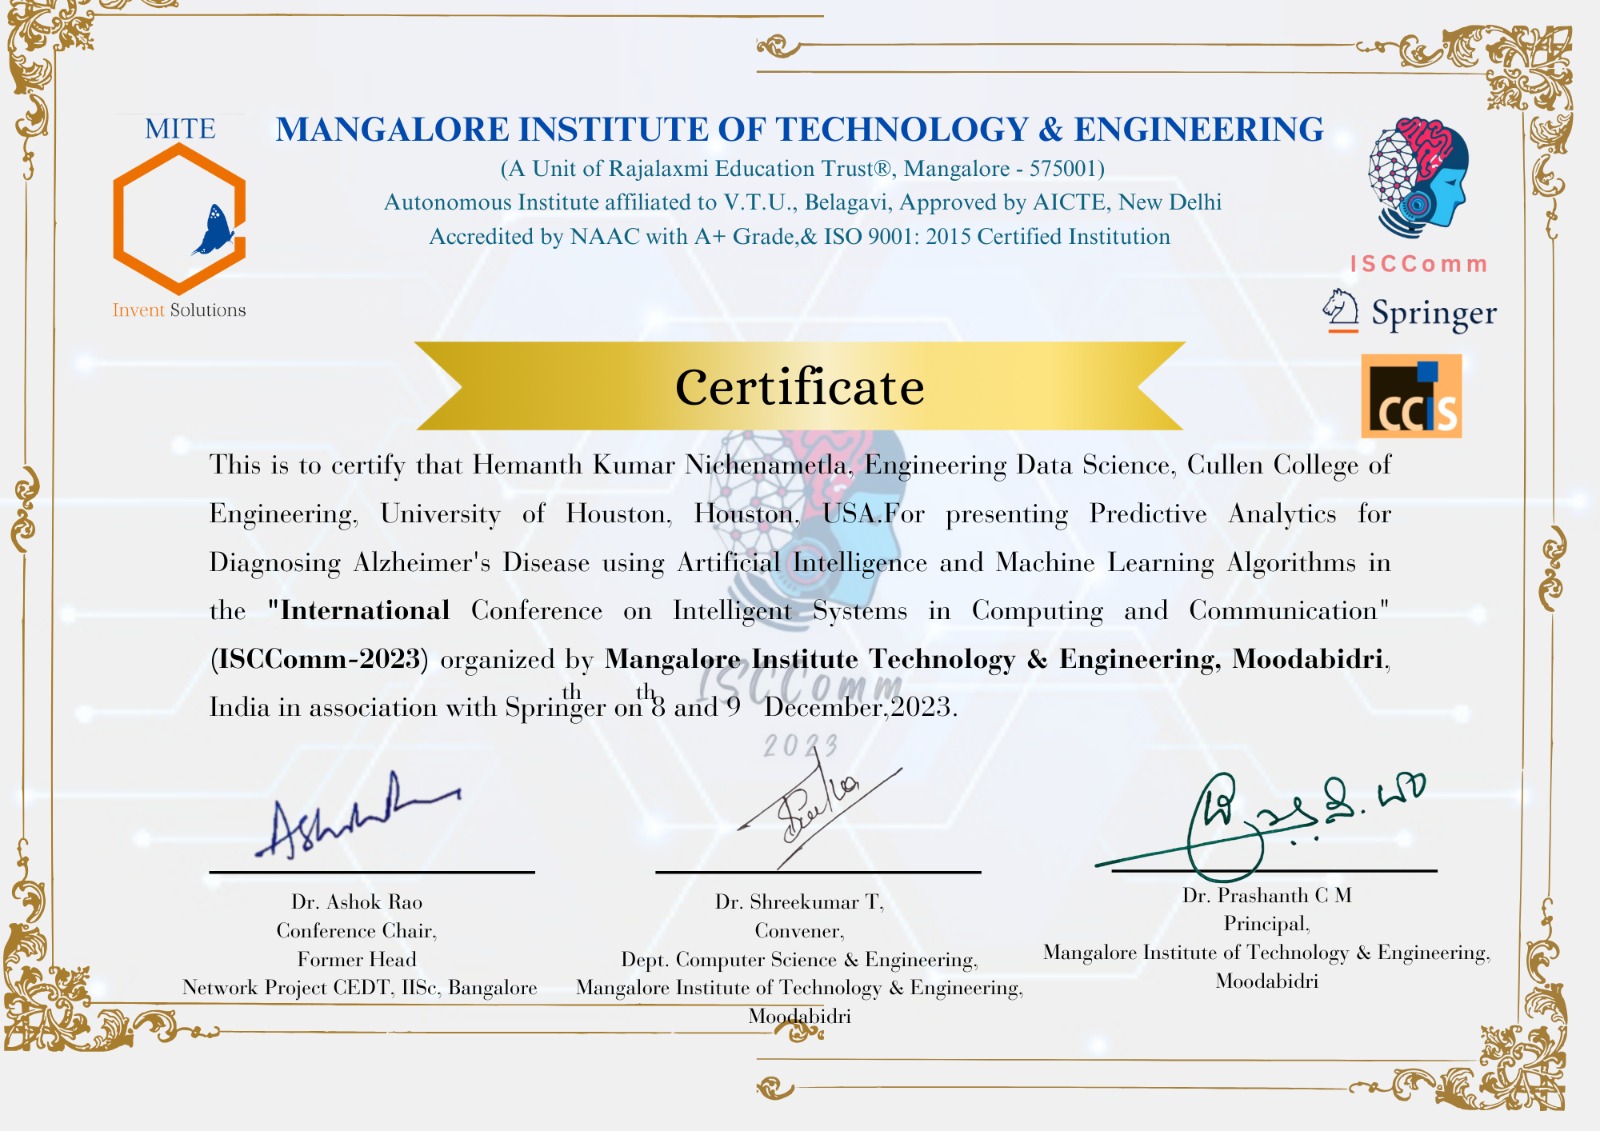 MITE
MANGALORE INSTITUTE OF TECHNOLOGY & ENGINEERING
(A Unit of Rajalaxmi Education Trust®, Mangalore - 575001)
Autonomous Institute affiliated to V.T.U., Belagavi, Approved by AICTE, New Delhi
Accredited by NAAC with A+ Grade,& ISO 9001: 2015 Certified Institution
Invent Solutions
ISCComm
Springer
CCIS
Certificate
This is to certify that Hemanth Kumar Nichenametla, Engineering Data Science, Cullen College of
Engineering, University of Houston, Houston, USA.For presenting Predictive Analytics for
Diagnosing Alzheimer's Disease using Artificial Intelligence and Machine Learning Algorithms in
the "International Conference on Intelligent Systems in Computing and Communication"
(ISCComm-2023) organized by Mangalore Institute Technology & Engineering, Moodabidri,
th th
India in association with Springer on 8 and 9 December,2023.
ISCComm
2023
Dr. Ashok Rao
Conference Chair,
Former Head
Network Project CEDT, IISc, Bangalore
Dr. Shreekumar T,
Convener,
Dept. Computer Science & Engineering,
Mangalore Institute of Technology & Engineering,
Moodabidri
Dr. Prashanth C M
Principal,
Mangalore Institute of Technology & Engineering,
Moodabidri